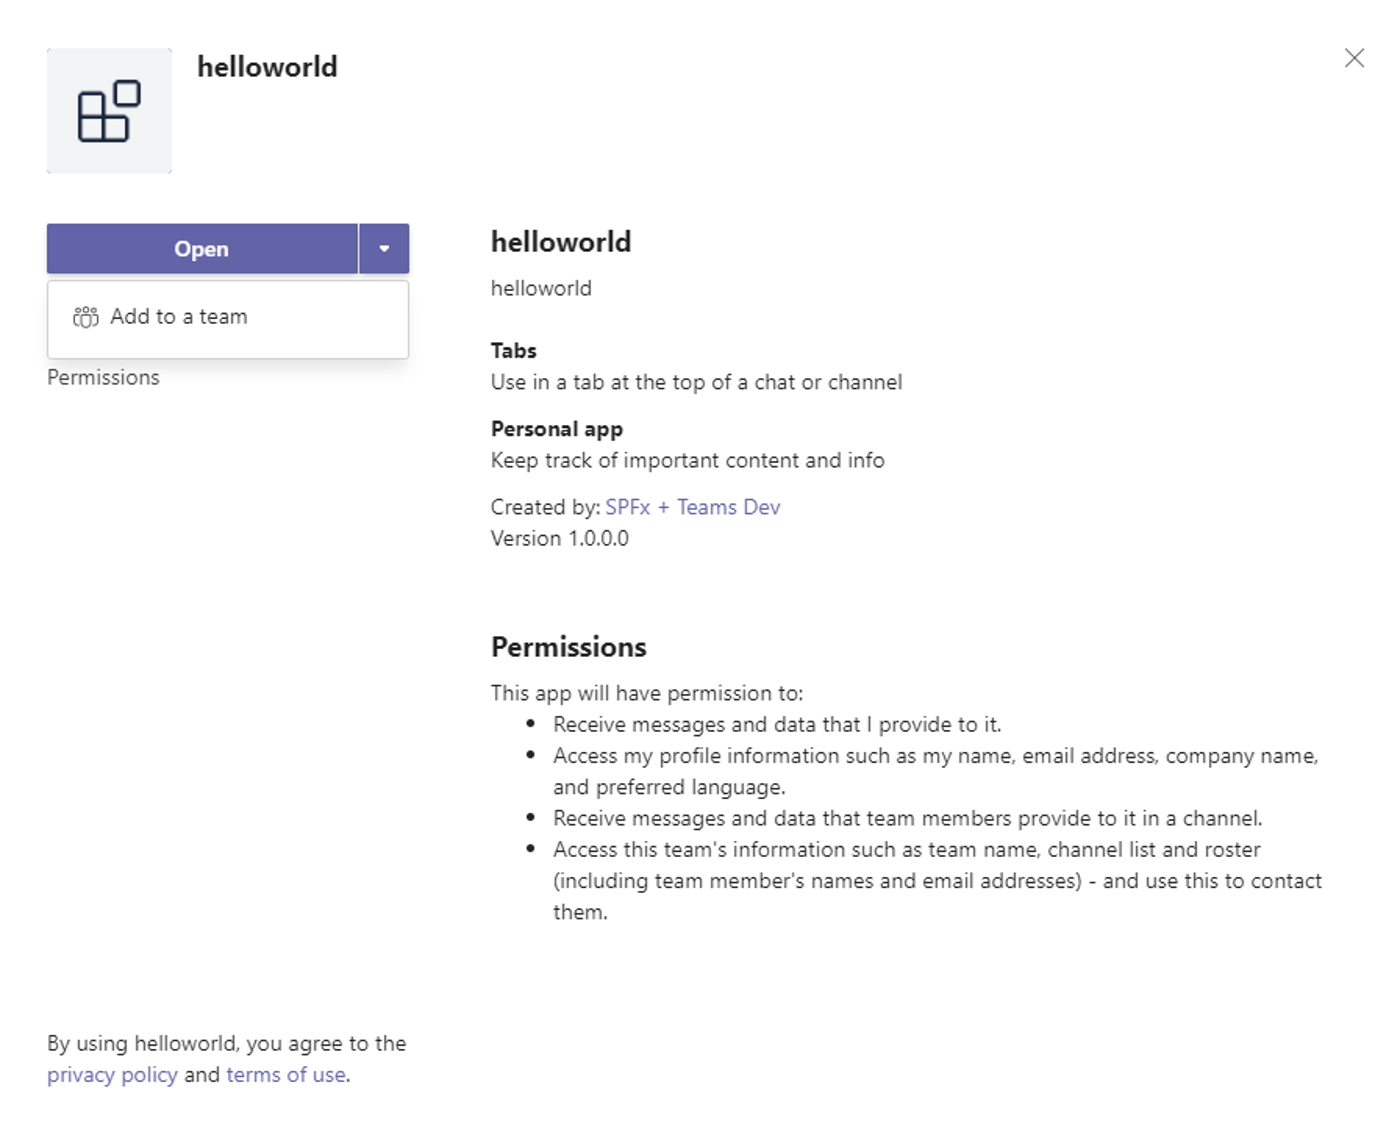 helloworld
Open
Add to a team
Permissions
helloworld
helloworld
Tabs
Use in a tab at the top of a chat or channel
Personal app
Keep track of important content and info
Created by: SPFx + Teams Dev
Version 1.0.0.0
Permissions
This app will have permission to:
• Receive messages and data that I provide to it.
• Access my profile information such as my name, email address, company name,
and preferred language.
• Receive messages and data that team members provide to it in a channel.
• Access this team's information such as team name, channel list and roster
(including team member's names and email addresses) - and use this to contact
them.
By using helloworld, you agree to the
privacy policy and terms of use.